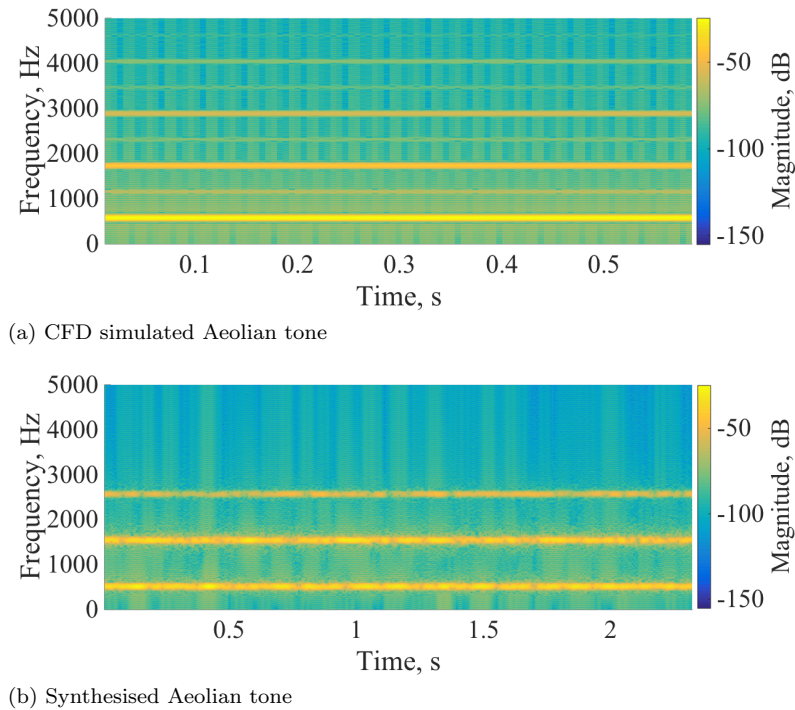 5000
4000
3000
2000
1000
0
Frequency, Hz
0.1 0.2 0.3 0.4 0.5
Time, s
-50
-100
-150
Magnitude, dB
(a) CFD simulated Aeolian tone
5000
4000
3000
2000
1000
0
Frequency, Hz
0.5 1 1.5 2
Time, s
-50
-100
-150
Magnitude, dB
(b) Synthesised Aeolian tone